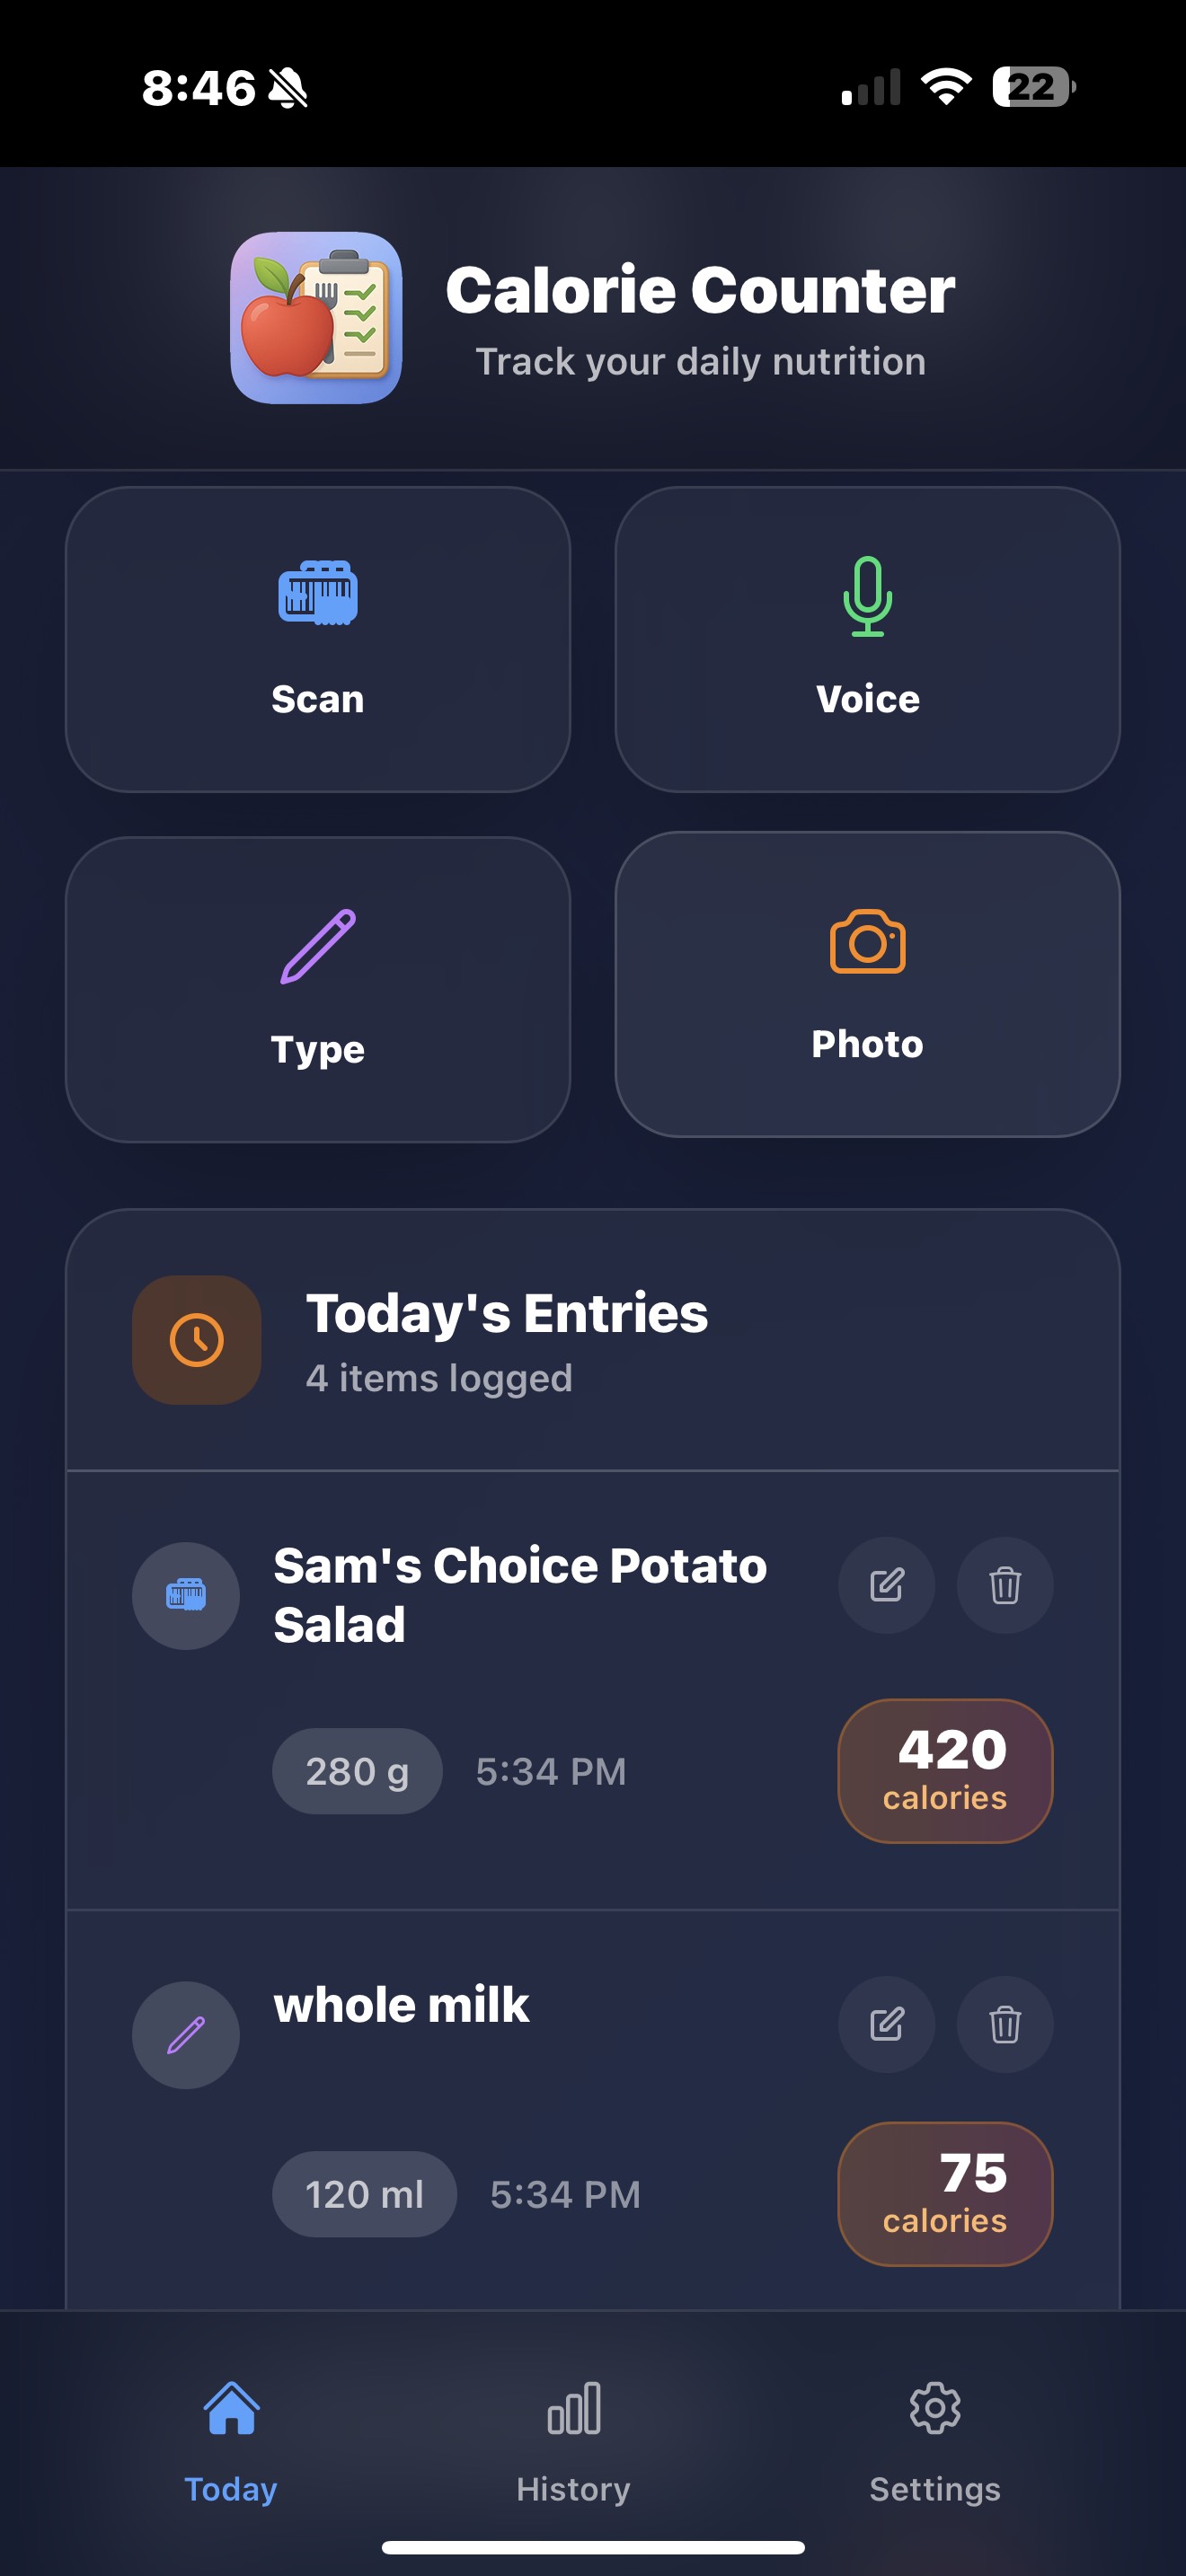 8:46
22
Calorie Counter
Track your daily nutrition
Scan
Voice
Type
Photo
Today's Entries
4 items logged
Sam's Choice Potato
Salad
280 g
5:34 PM
420
calories
whole milk
120 ml
5:34 PM
75
calories
Today
History
Settings